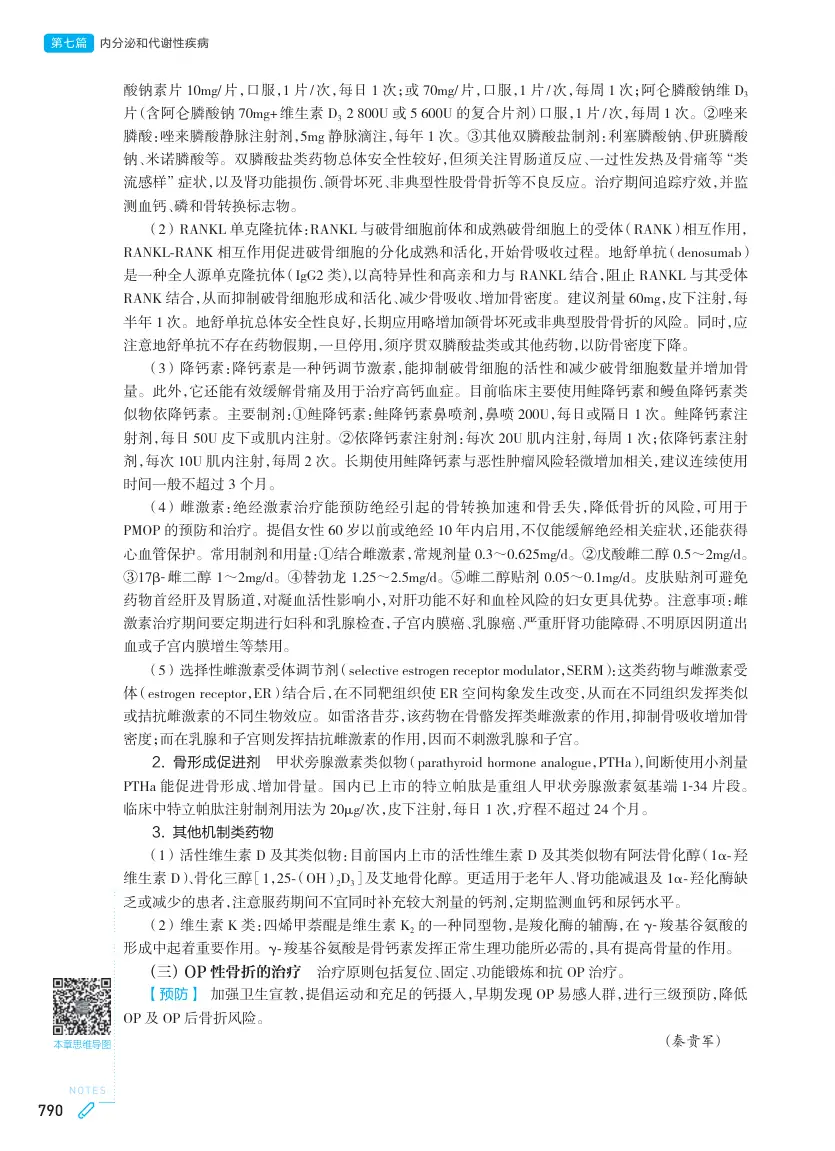 第七篇 内分泌和代谢性疾病
酸钠素片 10mg/片，口服，1 片/次，每日 1 次；或 70mg/片，口服，1 片/次，每周 1 次；阿仑膦酸钠维 D₃
片（含阿仑膦酸钠 70mg+维生素 D₃ 2 800U 或 5 600U 的复合片剂）口服，1 片/次，每周 1 次。②唑来
膦酸：唑来膦酸静脉注射剂，5mg 静脉滴注，每年 1 次。③其他双膦酸盐制剂：利塞膦酸钠、伊班膦酸
钠、米诺膦酸等。双膦酸盐类药物总体安全性较好，但须关注胃肠道反应、一过性发热及骨痛等“类
流感样”症状，以及肾功能损伤、颌骨坏死、非典型性股骨骨折等不良反应。治疗期间追踪疗效，并监
测血钙、磷和骨转换标志物。
（2）RANKL 单克隆抗体：RANKL 与破骨细胞前体和成熟破骨细胞上的受体（RANK）相互作用，
RANKL-RANK 相互作用促进破骨细胞的分化成熟和活化，开始骨吸收过程。地舒单抗（denosumab）
是一种全人源单克隆抗体（IgG2 类），以高特异性和高亲和力与 RANKL 结合，阻止 RANKL 与其受体
RANK 结合，从而抑制破骨细胞形成和活化、减少骨吸收、增加骨密度。建议剂量 60mg，皮下注射，每
半年 1 次。地舒单抗总体安全性良好，长期应用略增加颌骨坏死或非典型股骨骨折的风险。同时，应
注意地舒单抗不存在药物假期，一旦停用，须序贯双膦酸盐类或其他药物，以防骨密度下降。
（3）降钙素：降钙素是一种钙调节激素，能抑制破骨细胞的活性和减少破骨细胞数量并增加骨
量。此外，它还能有效缓解骨痛及用于治疗高钙血症。目前临床主要使用鲑降钙素和鳗鱼降钙素类
似物依降钙素。主要制剂：①鲑降钙素：鲑降钙素鼻喷剂，鼻喷 200U，每日或隔日 1 次。鲑降钙素注
射剂，每日 50U 皮下或肌内注射。②依降钙素注射剂：每次 20U 肌内注射，每周 1 次；依降钙素注射
剂，每次 10U 肌内注射，每周 2 次。长期使用鲑降钙素与恶性肿瘤风险轻微增加相关，建议连续使用
时间一般不超过 3 个月。
（4）雌激素：绝经激素治疗能预防绝经引起的骨转换加速和骨丢失，降低骨折的风险，可用于
PMOP 的预防和治疗。提倡女性 60 岁以前或绝经 10 年内启用，不仅能缓解绝经相关症状，还能获得
心血管保护。常用制剂和用量：①结合雌激素，常规剂量 0.3～0.625mg/d。②戊酸雌二醇 0.5～2mg/d。
③17β-雌二醇 1～2mg/d。④替勃龙 1.25～2.5mg/d。⑤雌二醇贴剂 0.05～0.1mg/d。皮肤贴剂可避免
药物首经肝及胃肠道，对凝血活性影响小，对肝功能不好和血栓风险的妇女更具优势。注意事项：雌
激素治疗期间要定期进行妇科和乳腺检查，子宫内膜癌、乳腺癌、严重肝肾功能障碍、不明原因阴道出
血或子宫内膜增生等禁用。
（5）选择性雌激素受体调节剂（selective estrogen receptor modulator，SERM）：这类药物与雌激素受
体（estrogen receptor，ER）结合后，在不同靶组织使 ER 空间构象发生改变，从而在不同组织发挥类似
或拮抗雌激素的不同生物效应。如雷洛昔芬，该药物在骨骼发挥类雌激素的作用，抑制骨吸收增加骨
密度；而在乳腺和子宫则发挥拮抗雌激素的作用，因而不刺激乳腺和子宫。
2. 骨形成促进剂 甲状旁腺激素类似物（parathyroid hormone analogue，PTHa），间断使用小剂量
PTHa 能促进骨形成、增加骨量。国内已上市的特立帕肽是重组人甲状旁腺激素氨基端 1-34 片段。
临床中特立帕肽注射制剂用法为 20μg/次，皮下注射，每日 1 次，疗程不超过 24 个月。
3. 其他机制类药物
（1）活性维生素 D 及其类似物：目前国内上市的活性维生素 D 及其类似物有阿法骨化醇（1α-羟
维生素 D）、骨化三醇［1，25-（OH）₂D₃］及艾地骨化醇。更适用于老年人、肾功能减退及 1α-羟化酶缺
乏或减少的患者，注意服药期间不宜同时补充较大剂量的钙剂，定期监测血钙和尿钙水平。
（2）维生素 K 类：四烯甲萘醌是维生素 K₂ 的一种同型物，是羧化酶的辅酶，在 γ-羧基谷氨酸的
形成中起着重要作用。γ-羧基谷氨酸是骨钙素发挥正常生理功能所必需的，具有提高骨量的作用。
（三）OP 性骨折的治疗 治疗原则包括复位、固定、功能锻炼和抗 OP 治疗。
【预防】 加强卫生宣教，提倡运动和充足的钙摄入，早期发现 OP 易感人群，进行三级预防，降低
OP 及 OP 后骨折风险。
（秦贵军）
本章思维导图
NOTES
790